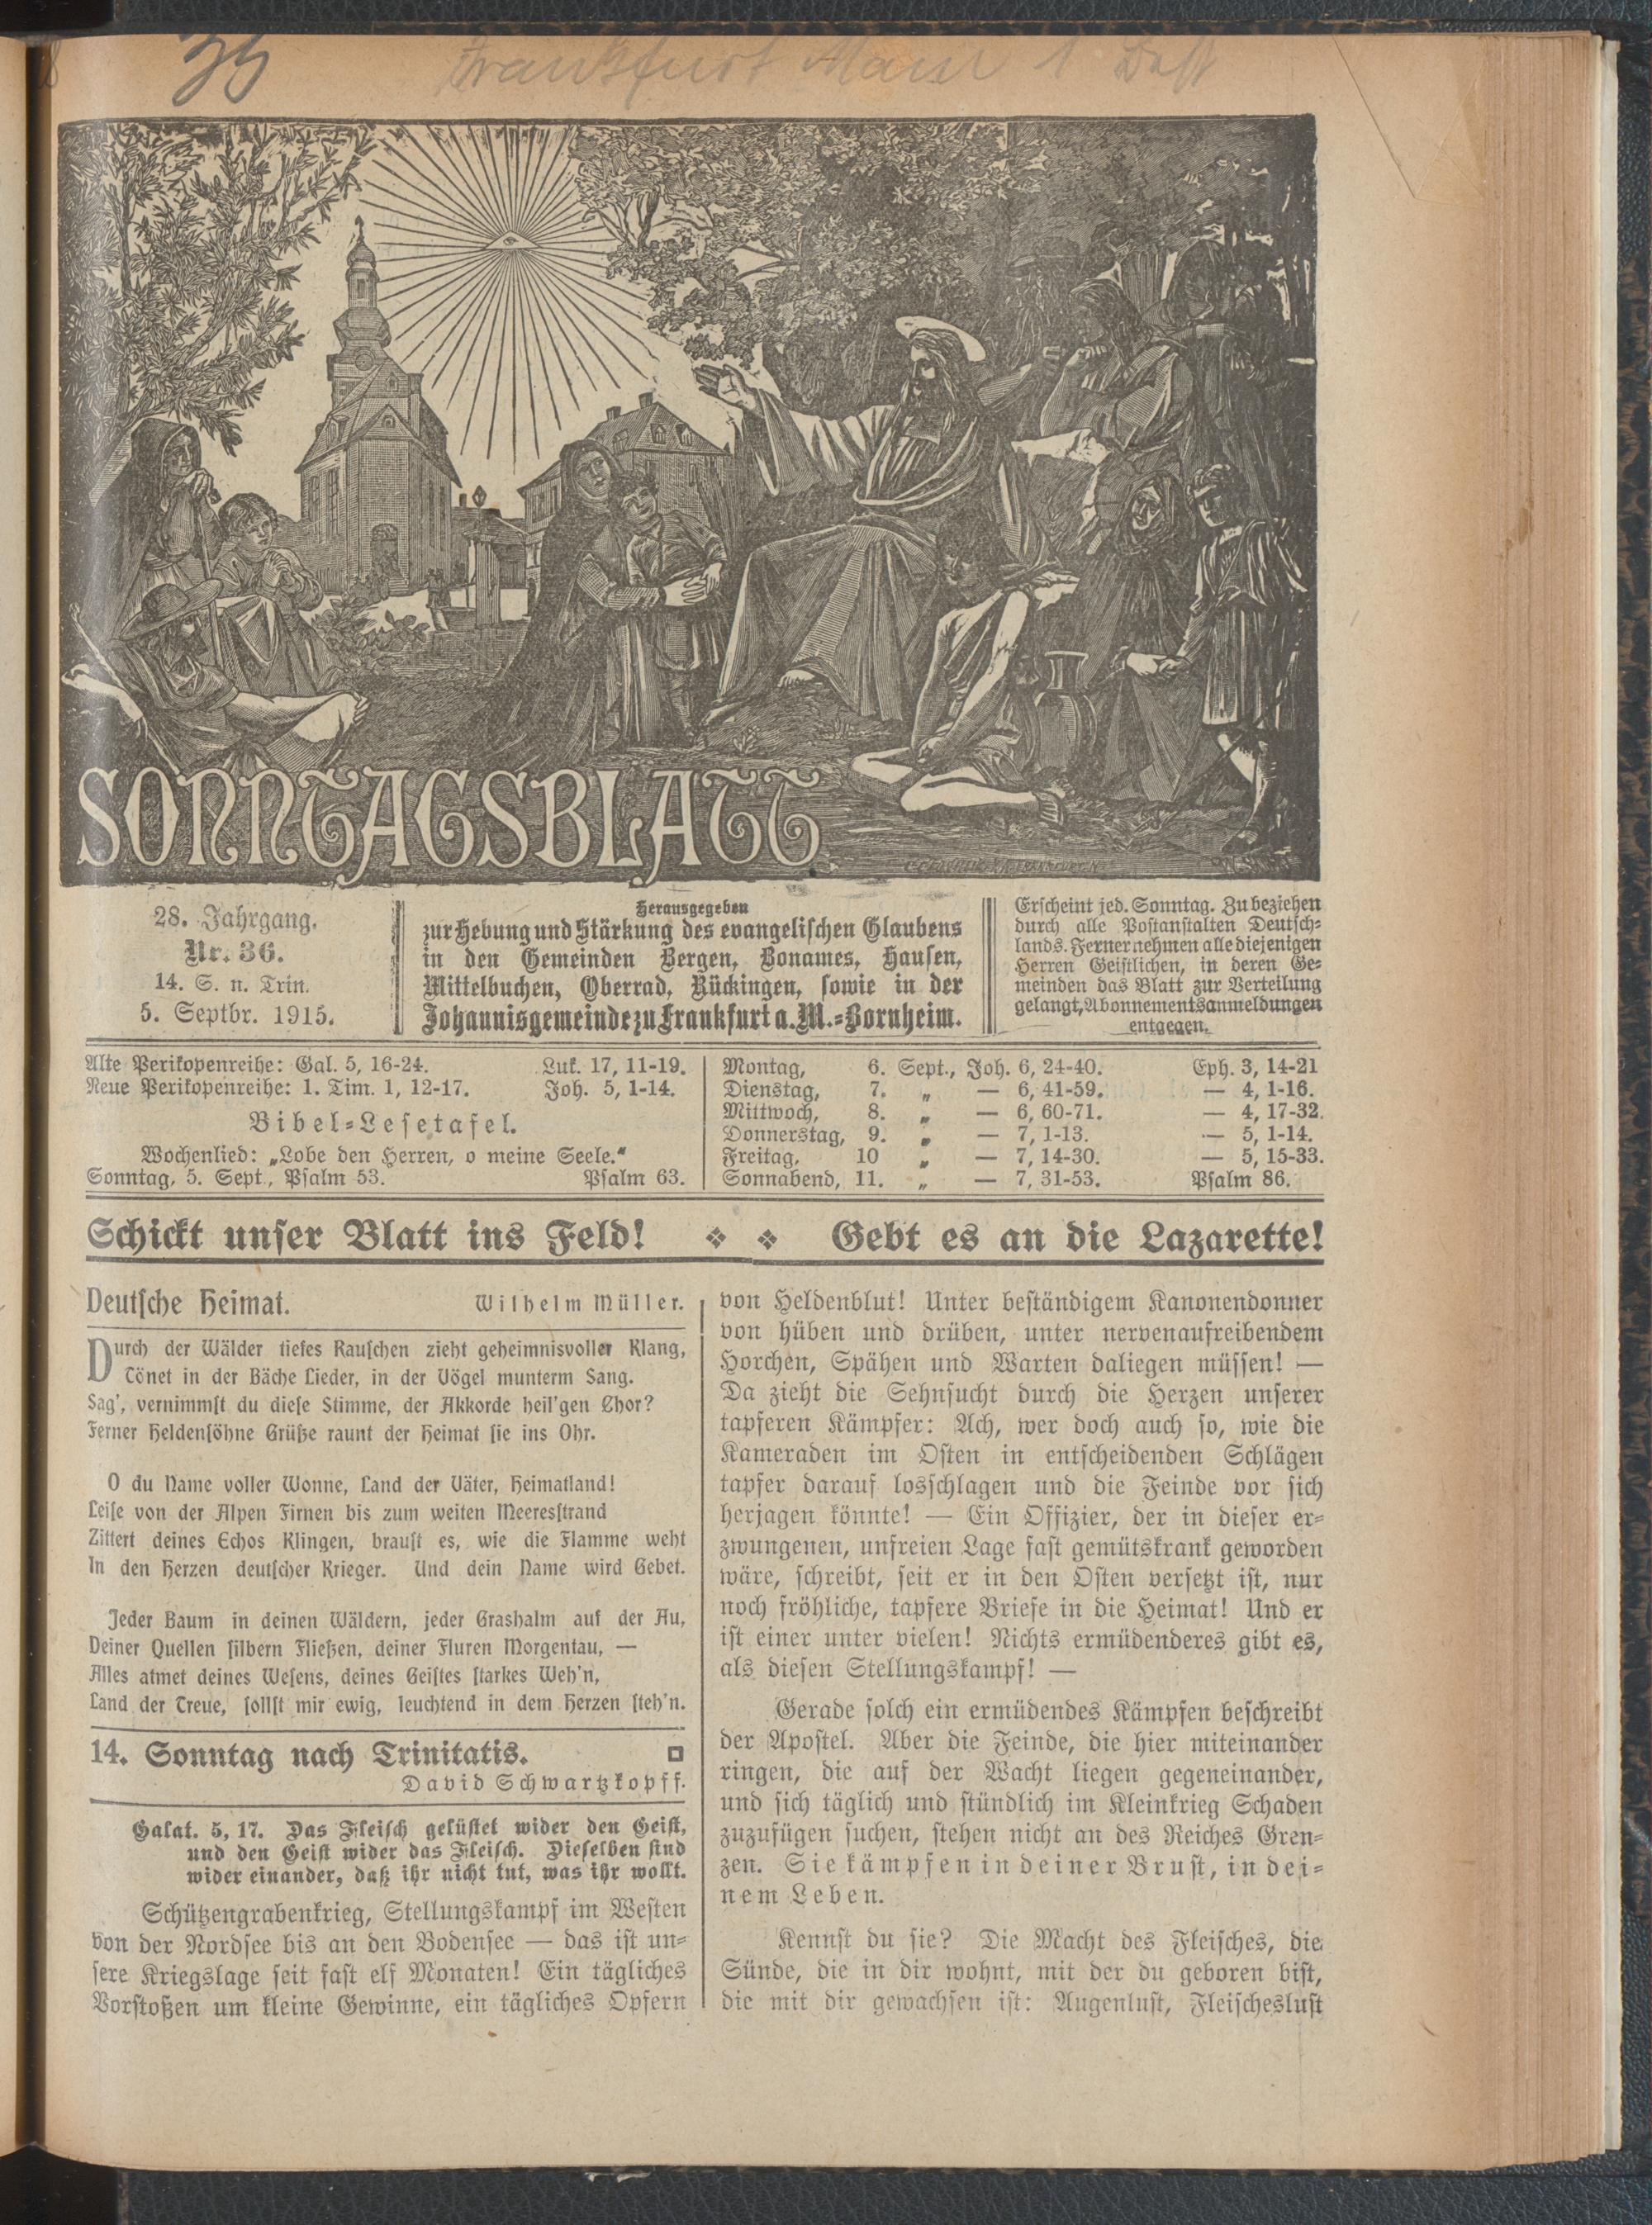 35 Frankfurt Main 1
SONNTAGSBLATT
28. Jahrgang.
Nr. 36.
14. S. n. Trin.
5. Septbr. 1915.
Herausgegeben
zur Hebung und Stärkung des evangelischen Glaubens
in den Gemeinden Bergen, Bonames, Hausen,
Mittelbuchen, Oberrad, Rückingen, sowie in der
Johannisgemeinde zu Frankfurt a. M.-Bornheim.
Erscheint jed. Sonntag. Zu beziehen
durch alle Postanstalten Deutsch-
lands. Ferner nehmen alle diejenigen
Herren Geistlichen, in deren Ge-
meinden das Blatt zur Verteilung
gelangt, Abonnementsanmeldungen
entgegen.
Alte Perikopenreihe: Gal. 5, 16-24. Luk. 17, 11-19.
Neue Perikopenreihe: 1. Tim. 1, 12-17. Joh. 5, 1-14.
Bibel-Lesetafel.
Wochenlied: „Lobe den Herren, o meine Seele.“
Sonntag, 5. Sept., Psalm 53. Psalm 63.
Montag, 6. Sept., Joh. 6, 24-40. Eph. 3, 14-21
Dienstag, 7. „ — 6, 41-59. — 4, 1-16.
Mittwoch, 8. „ — 6, 60-71. — 4, 17-32.
Donnerstag, 9. „ — 7, 1-13. — 5, 1-14.
Freitag, 10 „ — 7, 14-30. — 5, 15-33.
Sonnabend, 11. „ — 7, 31-53. Psalm 86.
Schickt unser Blatt ins Feld! ❖ ❖ Gebt es an die Lazarette!
Deutsche Heimat. Wilhelm Müller.
Durch der Wälder tiefes Rauschen zieht geheimnisvoller Klang,
Tönet in der Bäche Lieder, in der Vögel munterm Sang.
Sag', vernimmst du diese Stimme, der Akkorde heil'gen Chor?
Ferner Heldensöhne Grüße raunt der Heimat sie ins Ohr.
O du Name voller Wonne, Land der Väter, Heimatland!
Leise von der Alpen Firnen bis zum weiten Meeresstrand
Zittert deines Echos Klingen, braust es, wie die Flamme weht
In den Herzen deutscher Krieger. Und dein Name wird Gebet.
Jeder Baum in deinen Wäldern, jeder Grashalm auf der Au,
Deiner Quellen silbern Fließen, deiner Fluren Morgentau, —
Alles atmet deines Wesens, deines Geistes starkes Weh'n,
Land der Treue, sollst mir ewig, leuchtend in dem Herzen steh'n.
14. Sonntag nach Trinitatis.
David Schwartzkopff.
Galat. 5, 17. Das Fleisch gelüstet wider den Geist,
und den Geist wider das Fleisch. Dieselben sind
wider einander, daß ihr nicht tut, was ihr wollt.
Schützengrabenkrieg, Stellungskampf im Westen
von der Nordsee bis an den Bodensee — das ist un-
sere Kriegslage seit fast elf Monaten! Ein tägliches
Vorstoßen um kleine Gewinne, ein tägliches Opfern
von Heldenblut! Unter beständigem Kanonendonner
von hüben und drüben, unter nervenaufreibendem
Horchen, Spähen und Warten daliegen müssen! —
Da zieht die Sehnsucht durch die Herzen unserer
tapferen Kämpfer: Ach, wer doch auch so, wie die
Kameraden im Osten in entscheidenden Schlägen
tapfer darauf losschlagen und die Feinde vor sich
herjagen könnte! — Ein Offizier, der in dieser er-
zwungenen, unfreien Lage fast gemütskrank geworden
wäre, schreibt, seit er in den Osten versetzt ist, nur
noch fröhliche, tapfere Briefe in die Heimat! Und er
ist einer unter vielen! Nichts ermüdenderes gibt es,
als diesen Stellungskampf! —
Gerade solch ein ermüdendes Kämpfen beschreibt
der Apostel. Aber die Feinde, die hier miteinander
ringen, die auf der Wacht liegen gegeneinander,
und sich täglich und stündlich im Kleinkrieg Schaden
zuzufügen suchen, stehen nicht an des Reiches Gren-
zen. Sie kämpfen in deiner Brust, in dei-
nem Leben.
Kennst du sie? Die Macht des Fleisches, die
Sünde, die in dir wohnt, mit der du geboren bist,
die mit dir gewachsen ist: Augenlust, Fleischeslust